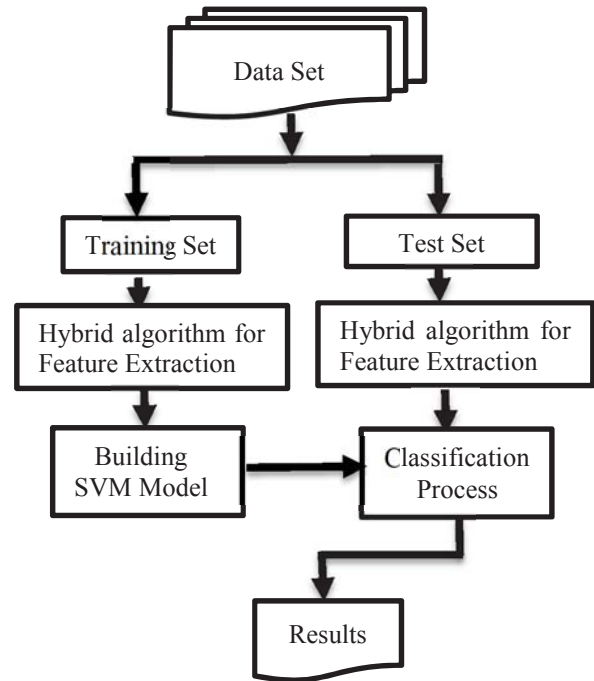 Data Set
Training Set
Test Set
Hybrid algorithm for
Feature Extraction
Hybrid algorithm for
Feature Extraction
Building
SVM Model
Classification
Process
Results